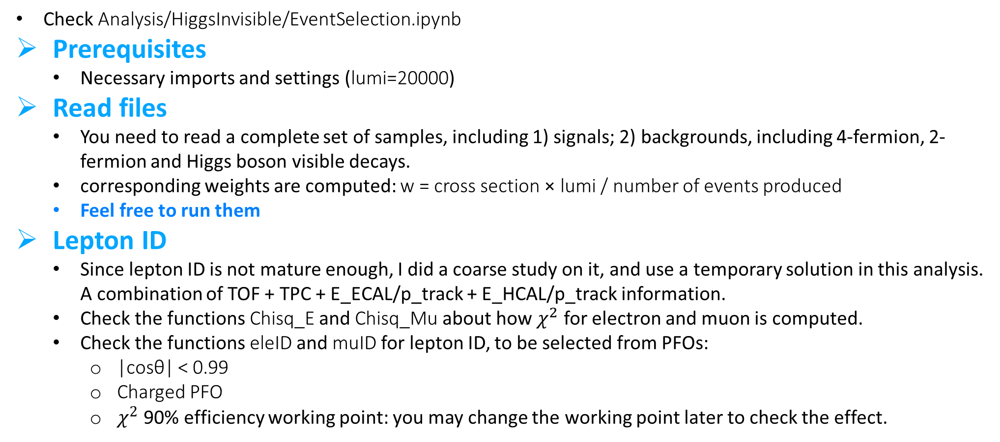 • Check Analysis/HiggsInvisible/EventSelection.ipynb
➢ Prerequisites
• Necessary imports and settings (lumi=20000)
➢ Read files
• You need to read a complete set of samples, including 1) signals; 2) backgrounds, including 4-fermion, 2-
fermion and Higgs boson visible decays.
• corresponding weights are computed: w = cross section × lumi / number of events produced
• Feel free to run them
➢ Lepton ID
• Since lepton ID is not mature enough, I did a coarse study on it, and use a temporary solution in this analysis.
A combination of TOF + TPC + E_ECAL/p_track + E_HCAL/p_track information.
• Check the functions Chisq_E and Chisq_Mu about how χ² for electron and muon is computed.
• Check the functions eleID and muID for lepton ID, to be selected from PFOs:
o |cosθ| < 0.99
o Charged PFO
o χ² 90% efficiency working point: you may change the working point later to check the effect.